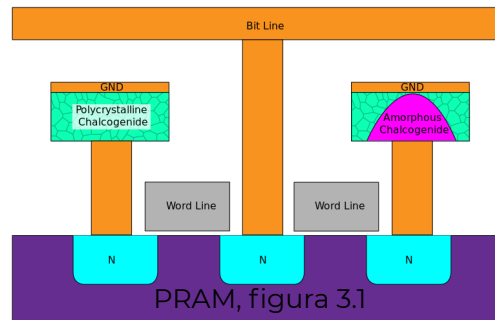 Bit Line
GND
GND
Polycrystalline
Chalcogenide
Amorphous
Chalcogenide
Word Line
Word Line
N
N
N
PRAM, figura 3.1